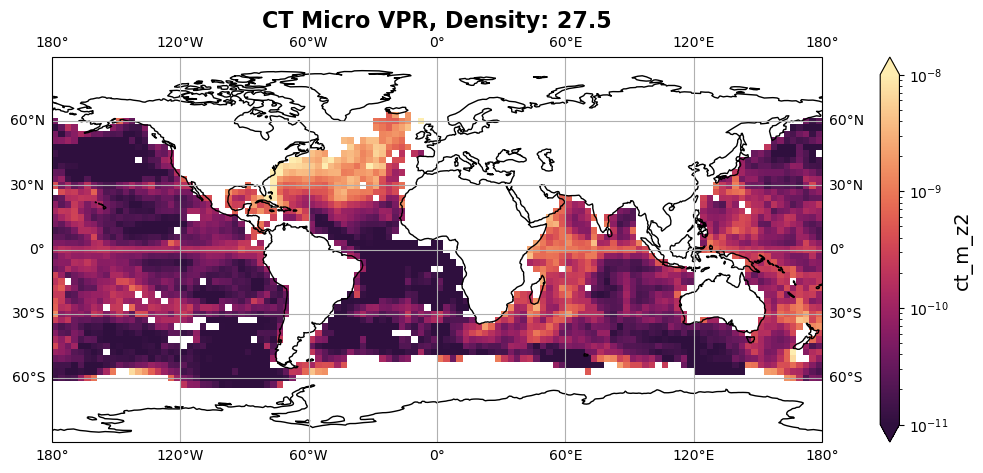 CT Micro VPR, Density: 27.5
180° 120°W 60°W 0° 60°E 120°E 180°
60°N 60°N
30°N 30°N
0° 0°
30°S 30°S
60°S 60°S
180° 120°W 60°W 0° 60°E 120°E 180°
10⁻⁸
10⁻⁹
10⁻¹⁰
10⁻¹¹
ct_m_z2